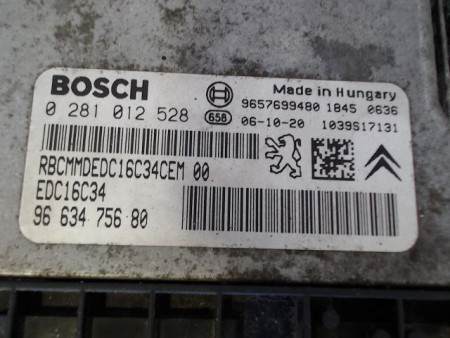 BOSCH
Made in Hungary
0 281 012 528
9657699480 1845 0636
658 06-10-20 1039S17131
RBCMMDEDC16C34CEM 00
EDC16C34
96 634 756 80